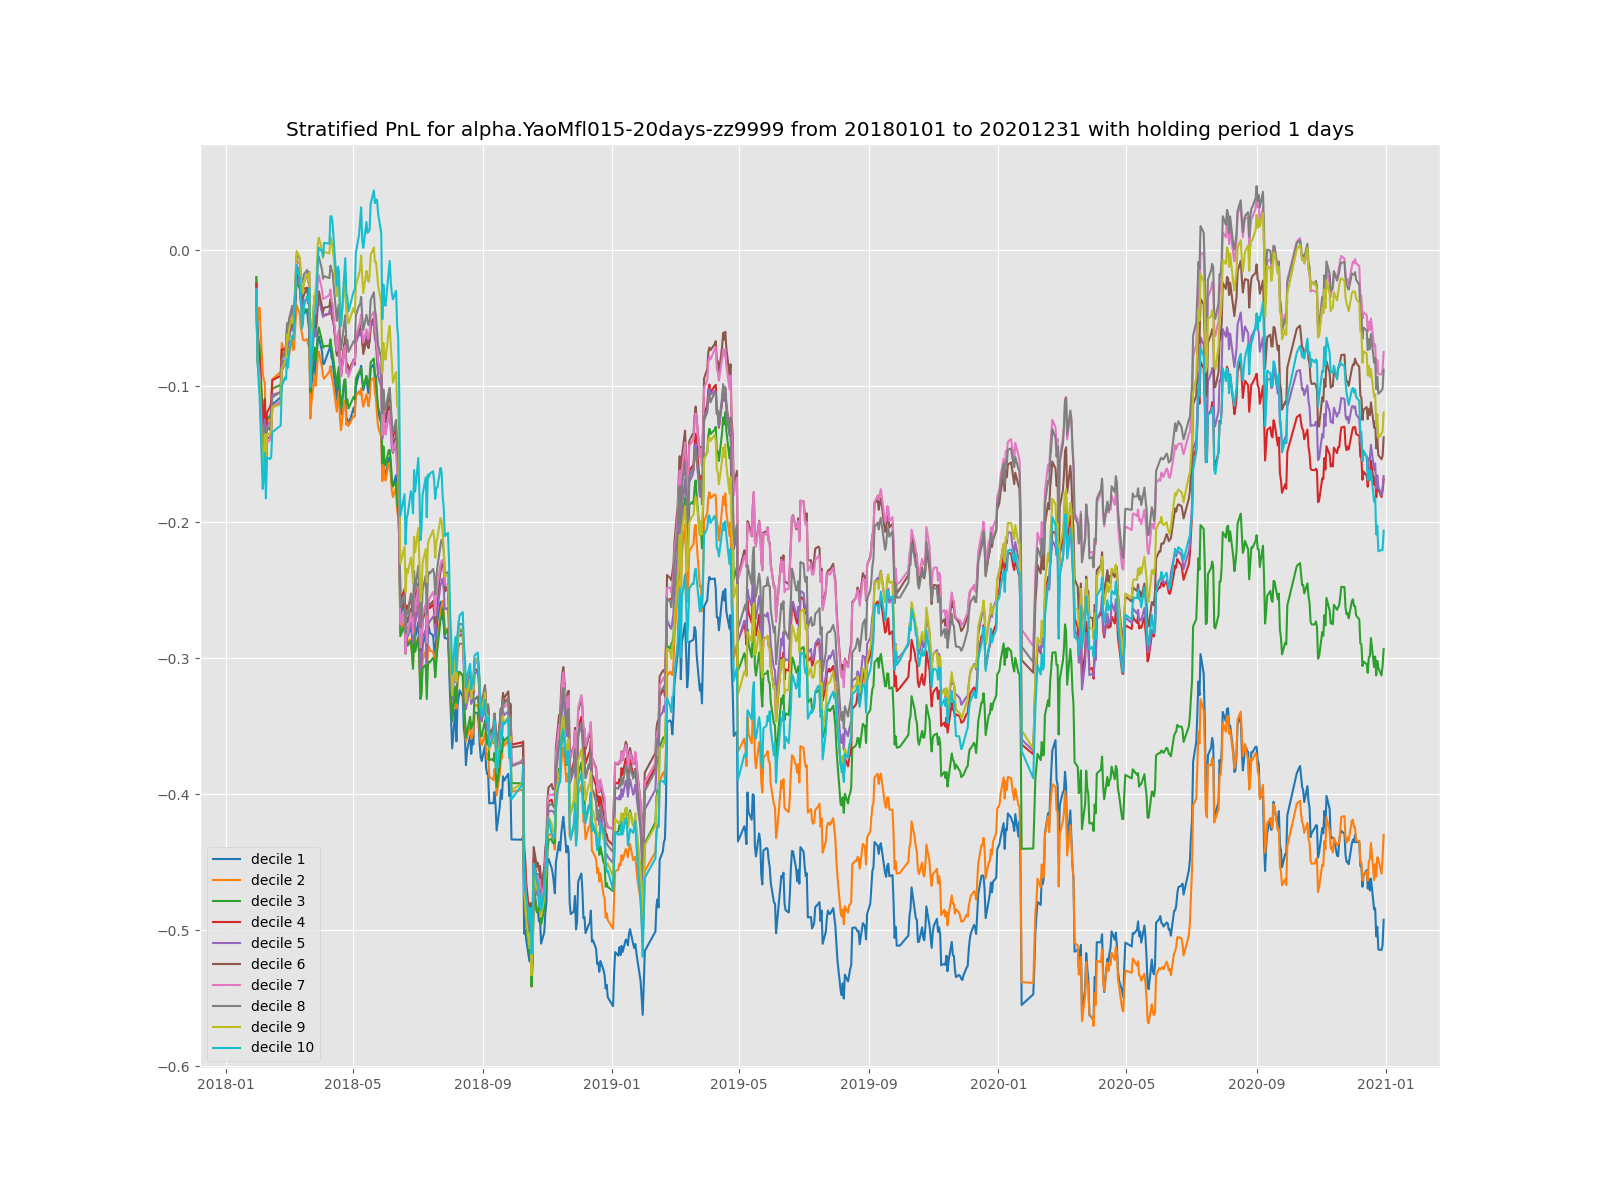 Stratified PnL for alpha.YaoMfl015-20days-zz9999 from 20180101 to 20201231 with holding period 1 days
0.0
−0.1
−0.2
−0.3
−0.4
−0.5
−0.6
decile 1
decile 2
decile 3
decile 4
decile 5
decile 6
decile 7
decile 8
decile 9
decile 10
2018-01 2018-05 2018-09 2019-01 2019-05 2019-09 2020-01 2020-05 2020-09 2021-01